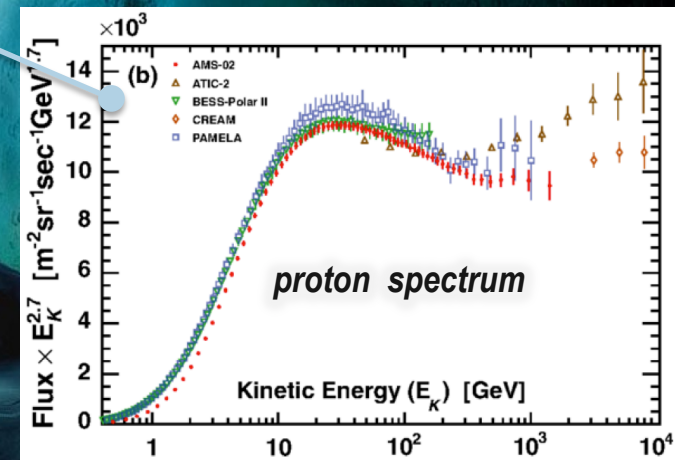 ×10³
14
12
10
8
6
4
2
0
Flux × E_K^2.7 [m⁻²sr⁻¹sec⁻¹GeV^1.7]
(b)
AMS-02
ATIC-2
BESS-Polar II
CREAM
PAMELA
proton spectrum
Kinetic Energy (E_K) [GeV]
1 10 10² 10³ 10⁴